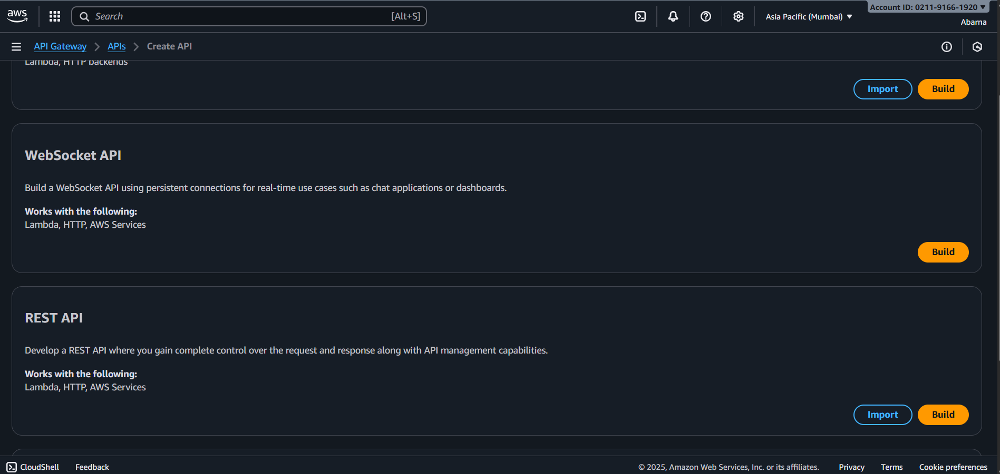 aws
Search
[Alt+S]
Asia Pacific (Mumbai)
Account ID: 0211-9166-1920
Abarna
API Gateway
APIs
Create API
Lambda, HTTP backends
Import
Build
WebSocket API
Build a WebSocket API using persistent connections for real-time use cases such as chat applications or dashboards.
Works with the following:
Lambda, HTTP, AWS Services
Build
REST API
Develop a REST API where you gain complete control over the request and response along with API management capabilities.
Works with the following:
Lambda, HTTP, AWS Services
Import
Build
CloudShell
Feedback
© 2025, Amazon Web Services, Inc. or its affiliates.
Privacy
Terms
Cookie preferences